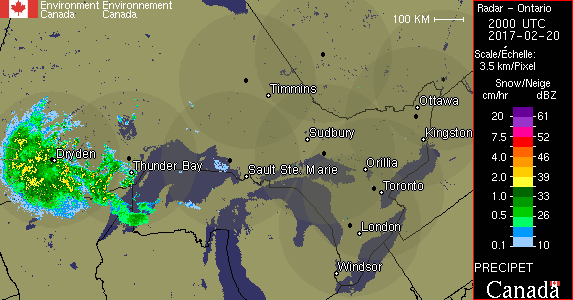 Environment Environnement
Canada Canada
100 KM
Timmins
Ottawa
Sudbury
Kingston
Dryden
Thunder Bay
Sault Ste. Marie
Orillia
Toronto
London
Windsor
Radar - Ontario
2000 UTC
2017-02-20
Scale/Échelle:
3.5 km/Pixel
Snow/Neige
cm/hr dBZ
20 61
7.5 52
4.0 46
2.0 39
1.0 33
0.5 26
0.1 10
PRECIPET
Canada